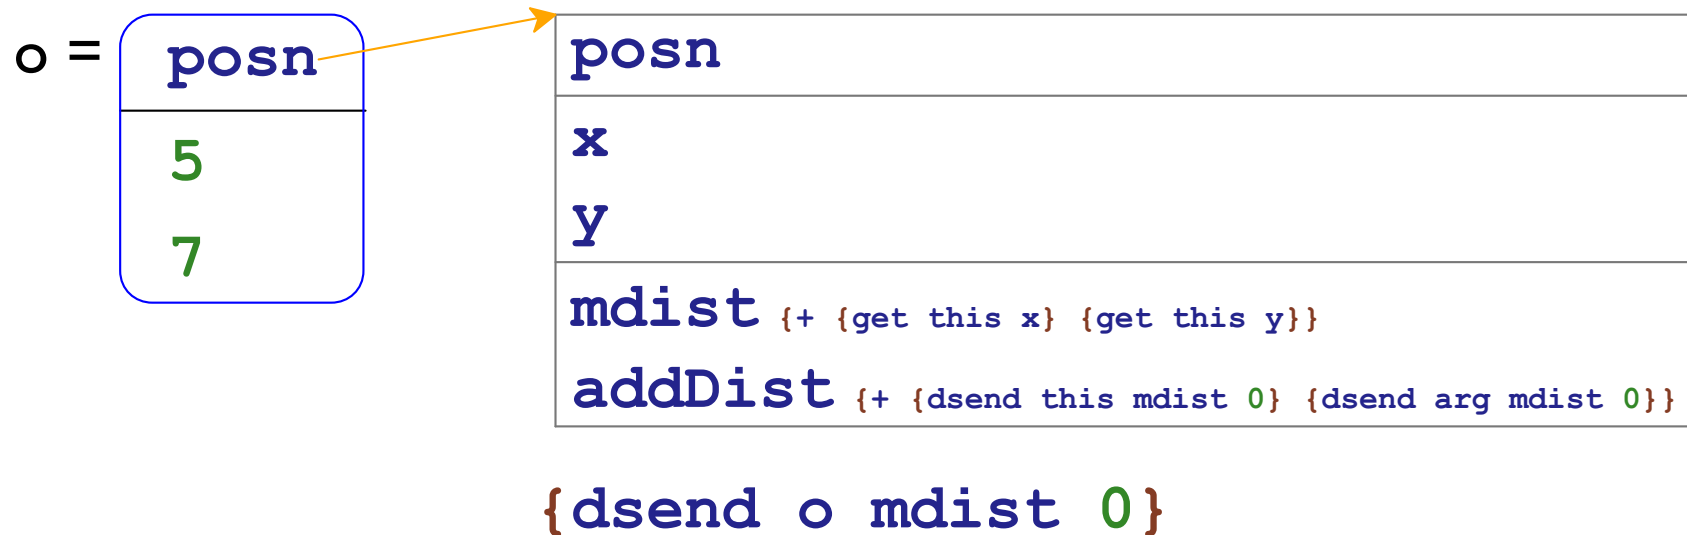 o = posn
5
7
posn
x
y
mdist {+ {get this x} {get this y}}
addDist {+ {dsend this mdist 0} {dsend arg mdist 0}}
{dsend o mdist 0}